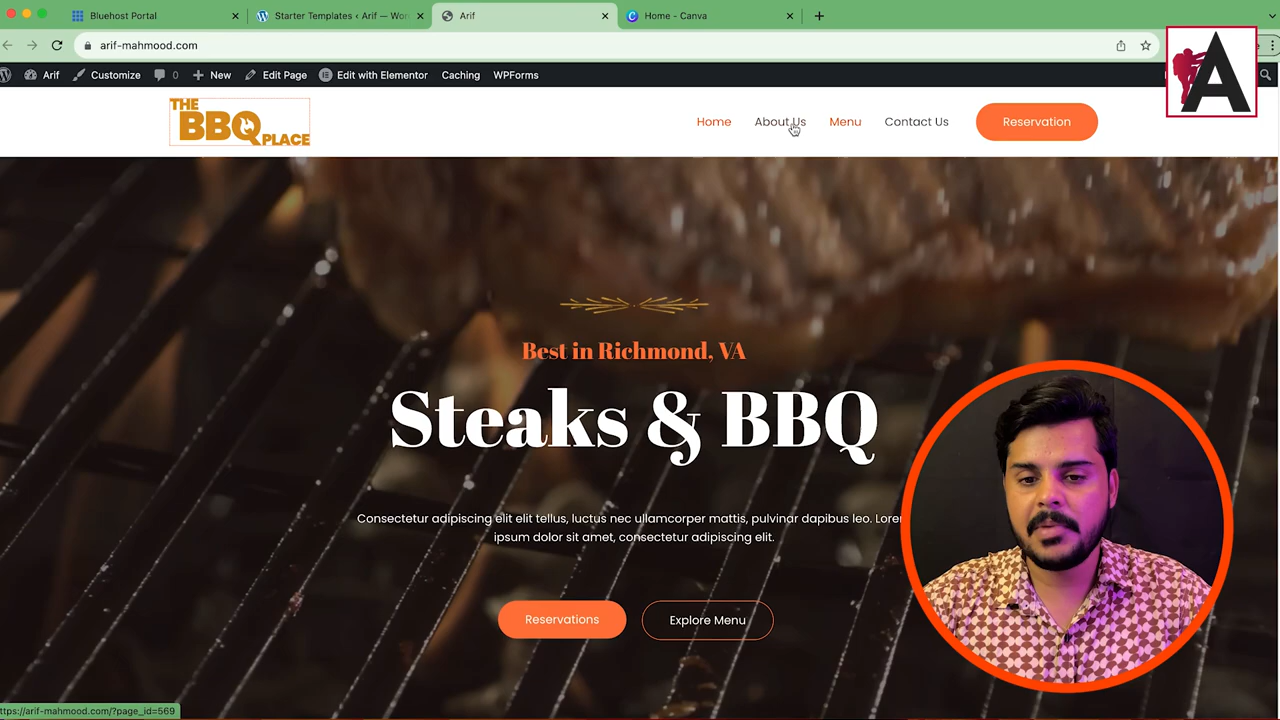 Bluehost Portal
Starter Templates ‹ Arif — Wor
Arif
Home - Canva
arif-mahmood.com
Arif
Customize
0
New
Edit Page
Edit with Elementor
Caching
WPForms
A
THE
BBQ
PLACE
Home
About Us
Menu
Contact Us
Reservation
Best in Richmond, VA
Steaks & BBQ
Consectetur adipiscing elit elit tellus, luctus nec ullamcorper mattis, pulvinar dapibus leo. Lorem
ipsum dolor sit amet, consectetur adipiscing elit.
Reservations
Explore Menu
ttps://arif-mahmood.com/?page_id=569